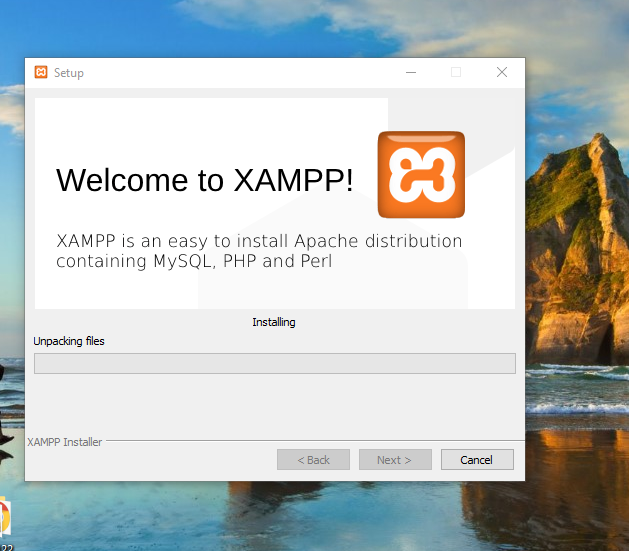 Setup
Welcome to XAMPP!
XAMPP is an easy to install Apache distribution
containing MySQL, PHP and Perl
Installing
Unpacking files
XAMPP Installer
< Back
Next >
Cancel
22